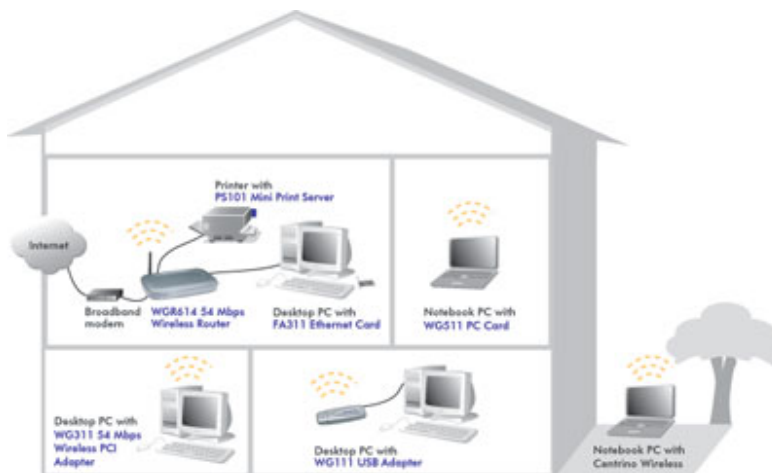 Printer with
PS101 Mini Print Server
Internet
Broadband
modem
WGR614 54 Mbps
Wireless Router
Desktop PC with
FA311 Ethernet Card
Notebook PC with
WG511 PC Card
Desktop PC with
WG311 54 Mbps
Wireless PCI
Adapter
Desktop PC with
WG111 USB Adapter
Notebook PC with
Centrino Wireless